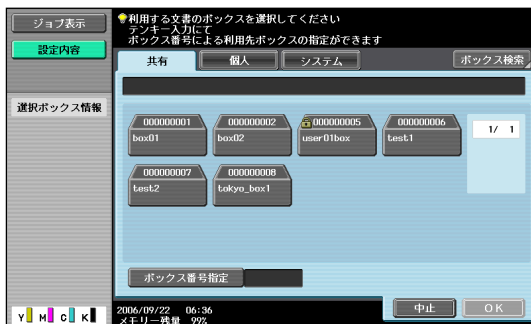 ジョブ表示
設定内容
選択ボックス情報
利用する文書のボックスを選択してください
テンキー入力にて
ボックス番号による利用先ボックスの指定ができます
共有
個人
システム
ボックス検索
000000001
box01
000000002
box02
000000005
user01box
000000006
test1
1/ 1
000000007
test2
000000008
tokyo_box1
ボックス番号指定
中止
OK
Y M C K
2006/09/22 06:36
メモリー残量 99%